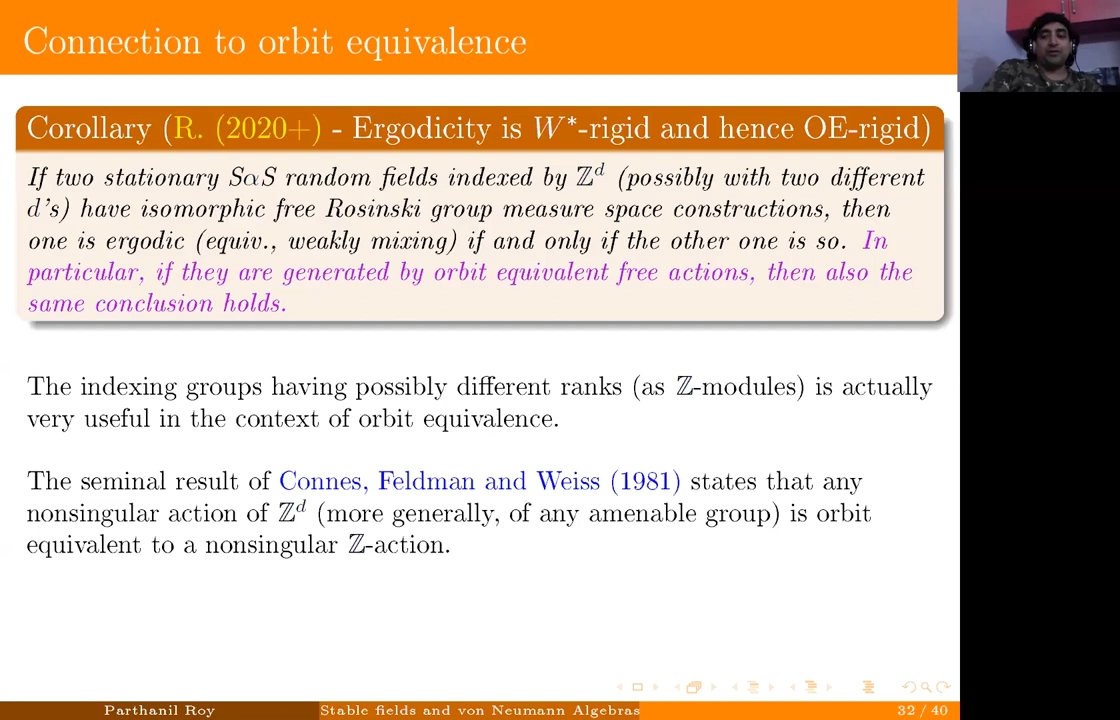 Connection to orbit equivalence
Corollary (R. (2020+) - Ergodicity is W*-rigid and hence OE-rigid)
If two stationary SαS random fields indexed by ℤᵈ (possibly with two different
d's) have isomorphic free Rosinski group measure space constructions, then
one is ergodic (equiv., weakly mixing) if and only if the other one is so. In
particular, if they are generated by orbit equivalent free actions, then also the
same conclusion holds.
The indexing groups having possibly different ranks (as ℤ-modules) is actually
very useful in the context of orbit equivalence.
The seminal result of Connes, Feldman and Weiss (1981) states that any
nonsingular action of ℤᵈ (more generally, of any amenable group) is orbit
equivalent to a nonsingular ℤ-action.
Parthanil Roy
Stable fields and von Neumann Algebras
32 / 40